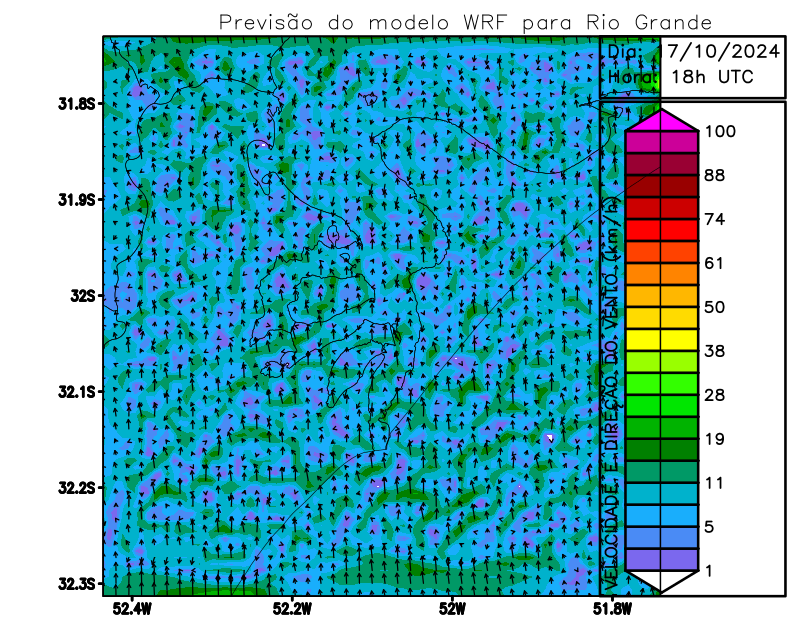 Previsão do modelo WRF para Rio Grande
Dia: 17/10/2024
Hora: 18h UTC
31.8S
31.9S
32S
32.1S
32.2S
32.3S
52.4W
52.2W
52W
51.8W
VELOCIDADE E DIREÇÃO DO VENTO (km/h)
100
88
74
61
50
38
28
19
11
5
1